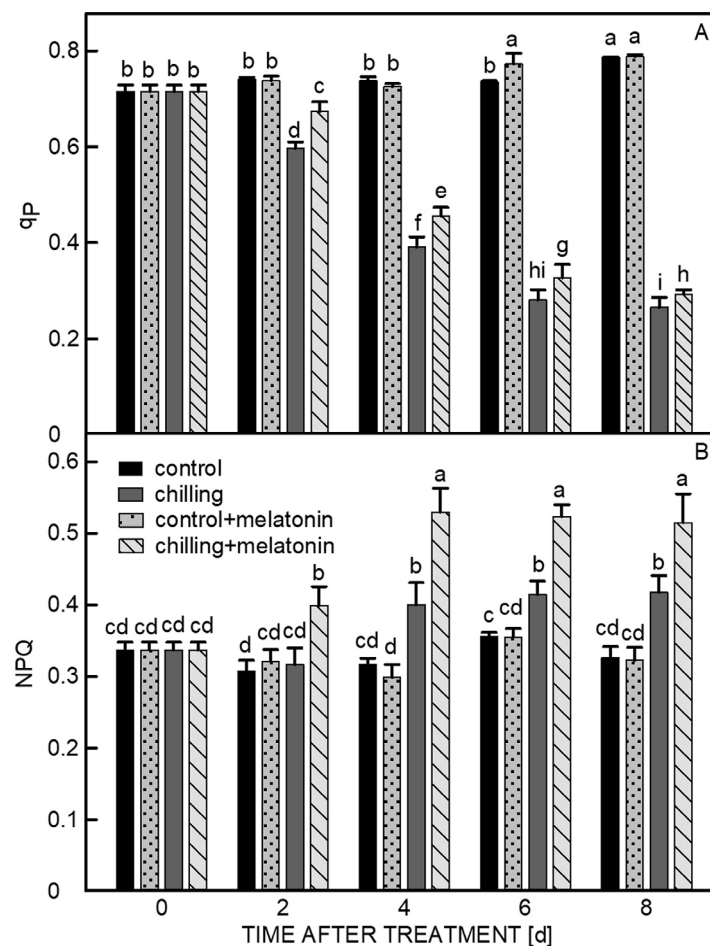 A
0.8
b b b b
b b
d
c
b b
f
e
b
a
hi
g
a a
i
h
0.6
qP
0.4
0.2
0
B
0.6
control
chilling
control+melatonin
chilling+melatonin
0.5
a
a
a
b
b
b
b
0.4
cd cd cd cd
d cd cd
cd d
c cd
cd cd
NPQ
0.3
0.2
0.1
0
0 2 4 6 8
TIME AFTER TREATMENT [d]